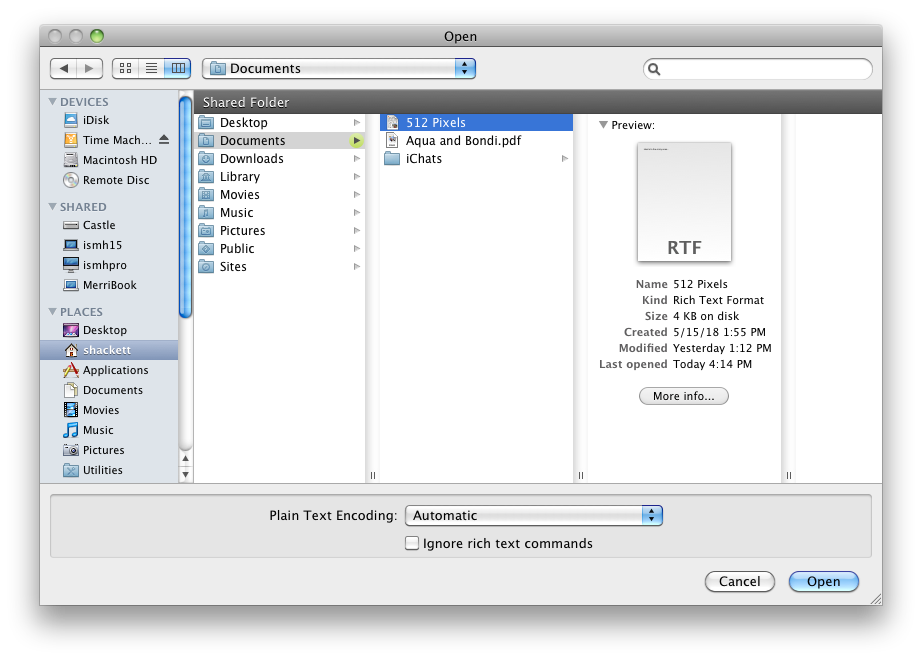 Open
Documents
DEVICES
iDisk
Time Mach...
Macintosh HD
Remote Disc
SHARED
Castle
ismh15
ismhpro
MerriBook
PLACES
Desktop
shackett
Applications
Documents
Movies
Music
Pictures
Utilities
Shared Folder
Desktop
Documents
Downloads
Library
Movies
Music
Pictures
Public
Sites
512 Pixels
Aqua and Bondi.pdf
iChats
Preview:
RTF
Name 512 Pixels
Kind Rich Text Format
Size 4 KB on disk
Created 5/15/18 1:55 PM
Modified Yesterday 1:12 PM
Last opened Today 4:14 PM
More info...
Plain Text Encoding: Automatic
Ignore rich text commands
Cancel Open